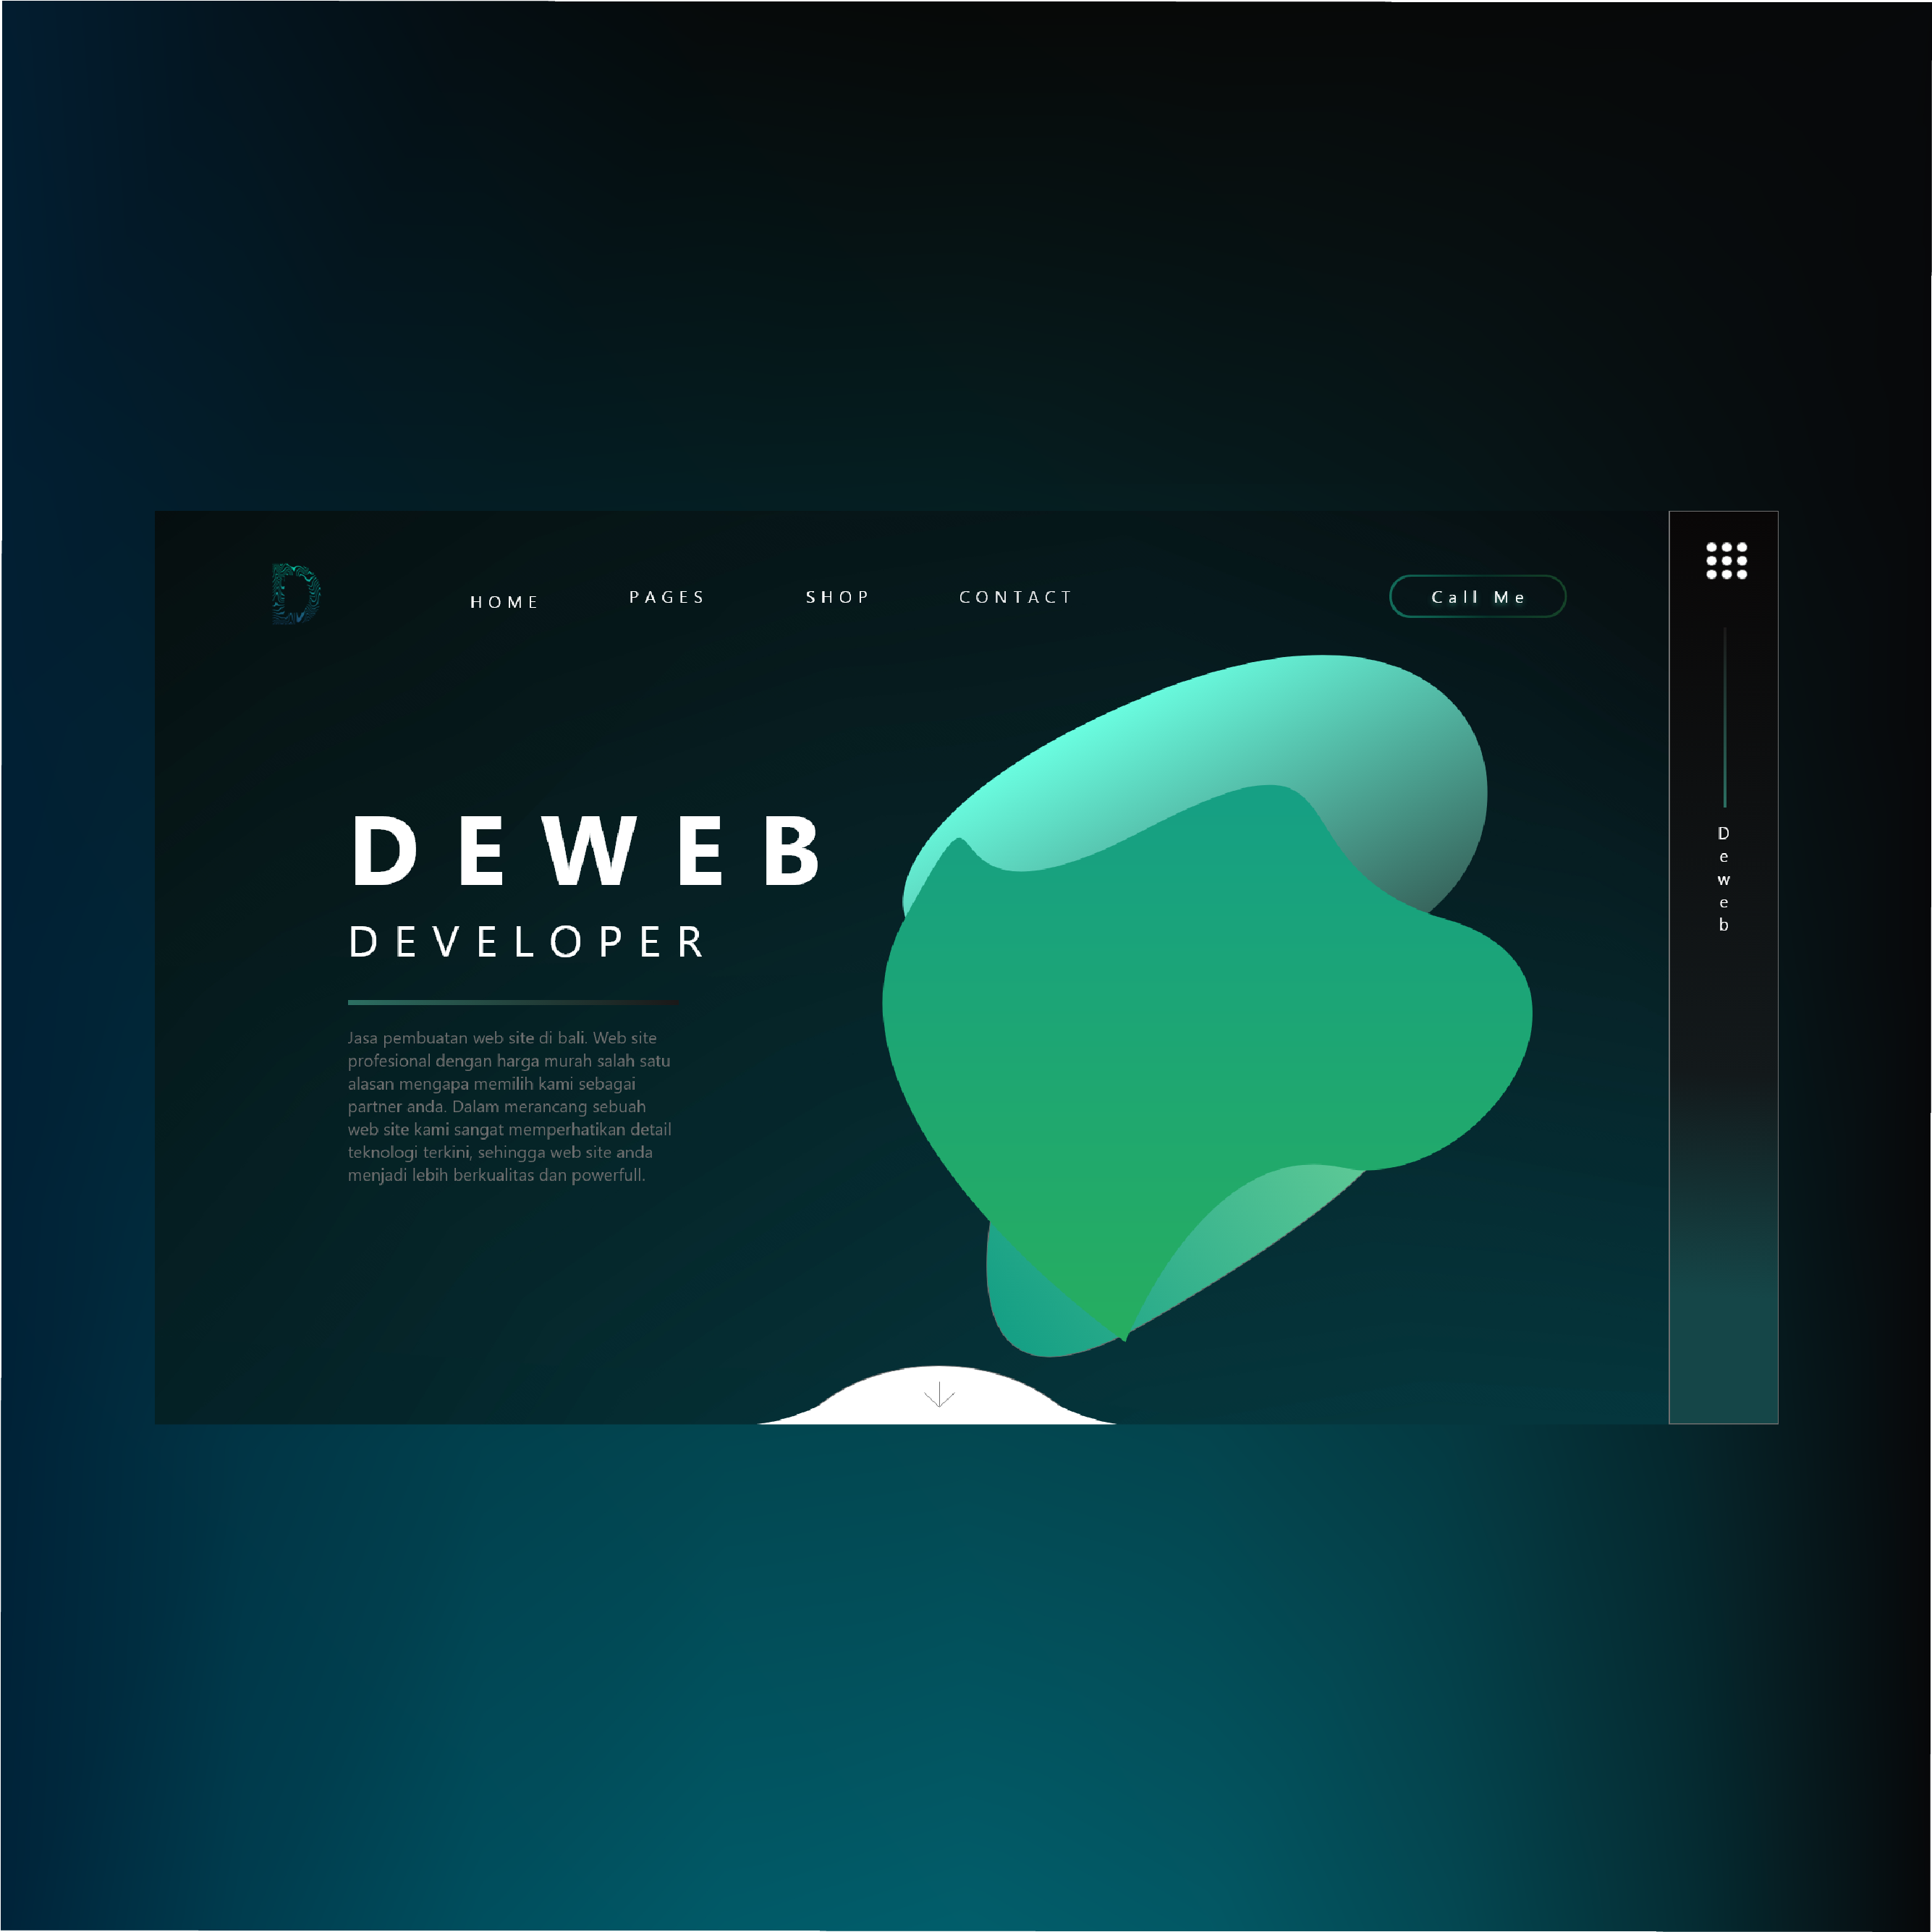 D
HOME PAGES SHOP CONTACT
Call Me
DEWEB
DEVELOPER
Jasa pembuatan web site di bali. Web site
profesional dengan harga murah salah satu
alasan mengapa memilih kami sebagai
partner anda. Dalam merancang sebuah
web site kami sangat memperhatikan detail
teknologi terkini, sehingga web site anda
menjadi lebih berkualitas dan powerfull.
Deweb